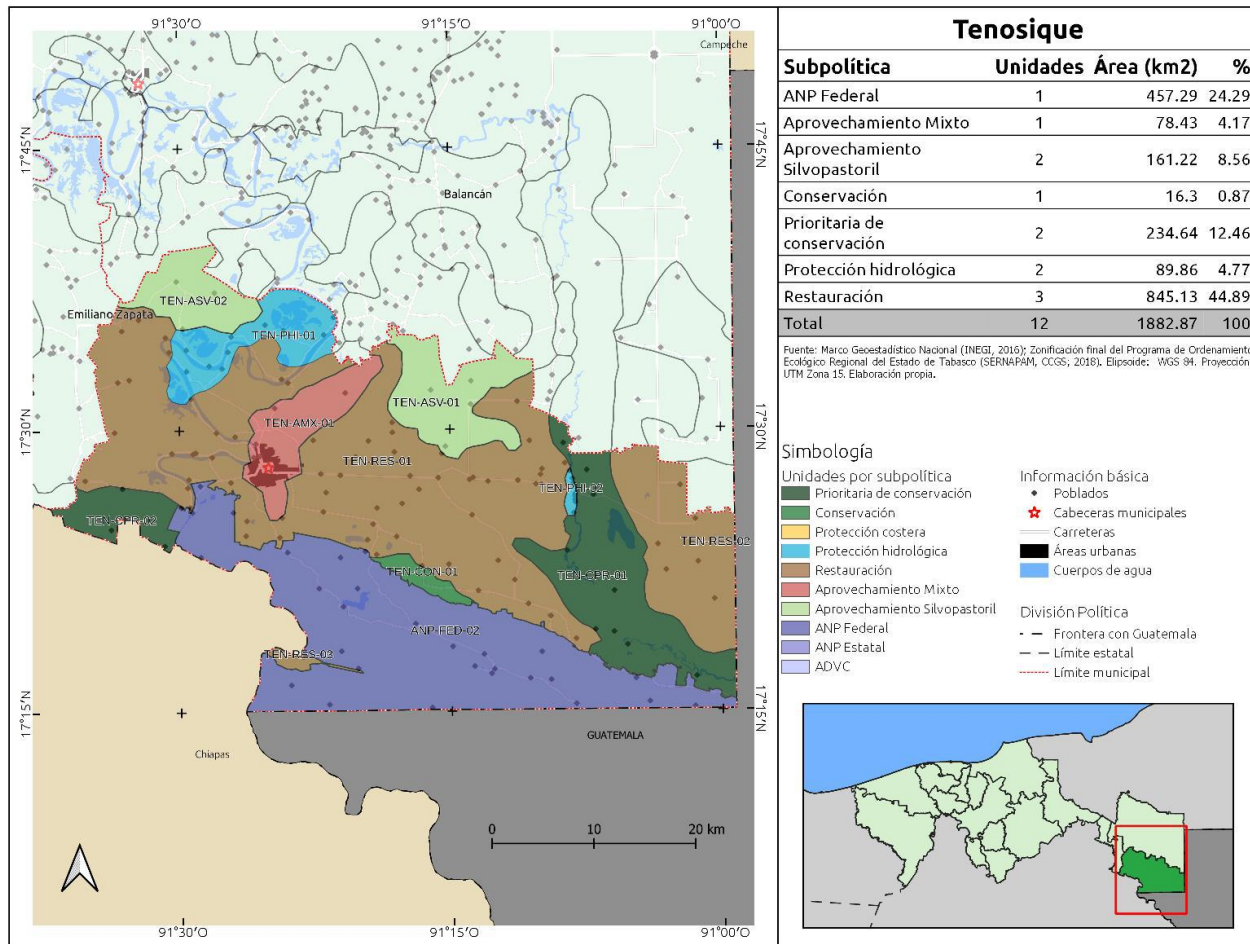 91°30′O
91°15′O
91°00′O
Campeche
17°45′N
17°45′N
Balancán
TEN-ASV-02
Emiliano Zapata
TEN-PHI-01
TEN-ASV-01
17°30′N
17°30′N
TEN-AMX-01
TEN-RES-01
TEN-PHI-02
TEN-CPR-02
TEN-RES-02
TEN-CON-01
TEN-CPR-01
ANP-FED-02
TEN-RES-03
17°15′N
17°15′N
GUATEMALA
Chiapas
0 10 20 km
91°30′O
91°15′O
91°00′O
Tenosique
Subpolítica Unidades Área (km2) %
ANP Federal 1 457.29 24.29
Aprovechamiento Mixto 1 78.43 4.17
Aprovechamiento
Silvopastoril 2 161.22 8.56
Conservación 1 16.3 0.87
Prioritaria de
conservación 2 234.64 12.46
Protección hidrológica 2 89.86 4.77
Restauración 3 845.13 44.89
Total 12 1882.87 100
Fuente: Marco Geoestadístico Nacional (INEGI, 2016); Zonificación final del Programa de Ordenamiento
Ecológico Regional del Estado de Tabasco (SERNAPAM, CCGS; 2018). Elipsoide: WGS 84. Proyección
UTM Zona 15. Elaboración propia.
Simbología
Unidades por subpolítica
Prioritaria de conservación
Conservación
Protección costera
Protección hidrológica
Restauración
Aprovechamiento Mixto
Aprovechamiento Silvopastoril
ANP Federal
ANP Estatal
ADVC
Información básica
Poblados
Cabeceras municipales
Carreteras
Áreas urbanas
Cuerpos de agua
División Política
Frontera con Guatemala
Límite estatal
Límite municipal